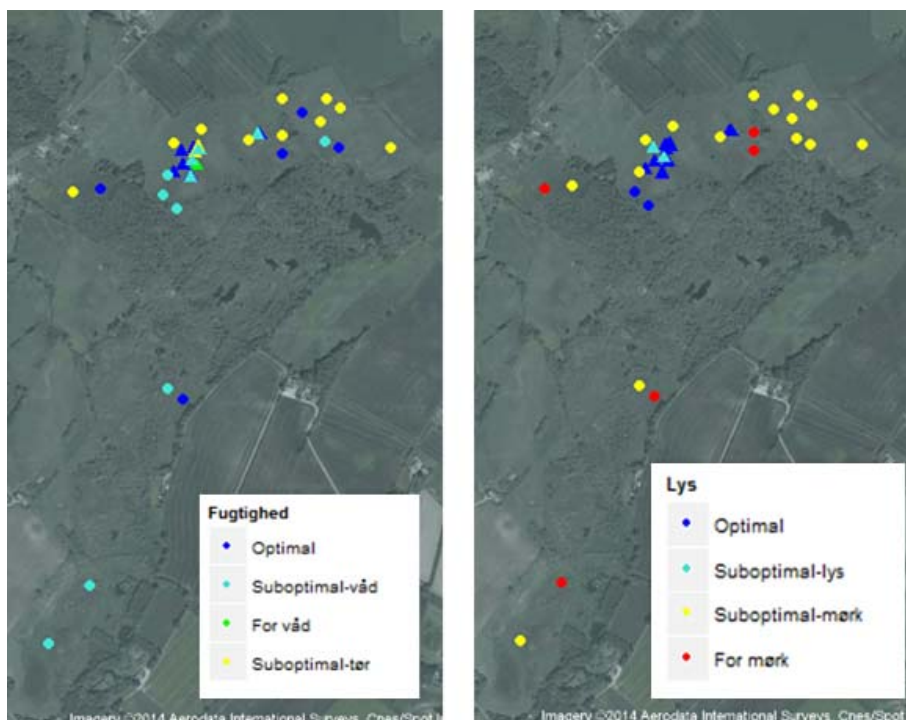 Fugtighed
Optimal
Suboptimal-våd
For våd
Suboptimal-tør
Imagery ©2014 Aerodata International Surveys, Cnes/Spot I
Lys
Optimal
Suboptimal-lys
Suboptimal-mørk
For mørk
Imagery ©2014 Aerodata International Surveys, Cnes/Spot